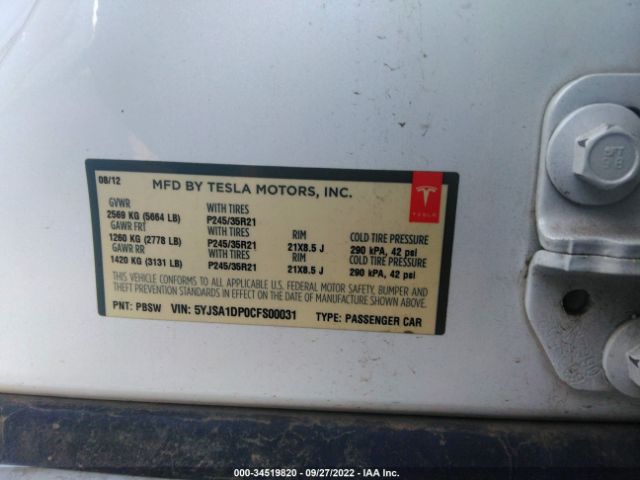 08/12 MFD BY TESLA MOTORS, INC.
TESLA
GVWR WITH TIRES
2569 KG (5664 LB) P245/35R21
GAWR FRT WITH TIRES RIM COLD TIRE PRESSURE
1260 KG (2778 LB) P245/35R21 21X8.5 J 290 kPA, 42 psi
GAWR RR WITH TIRES RIM COLD TIRE PRESSURE
1420 KG (3131 LB) P245/35R21 21X8.5 J 290 kPA, 42 psi
THIS VEHICLE CONFORMS TO ALL APPLICABLE U.S. FEDERAL MOTOR SAFETY, BUMPER AND
THEFT PREVENTION STANDARDS IN EFFECT ON THE DATE OF MANUFACTURE SHOWN ABOVE.
PNT: PBSW VIN: 5YJSA1DP0CFS00031 TYPE: PASSENGER CAR
000-34519820 - 09/27/2022 - IAA Inc.